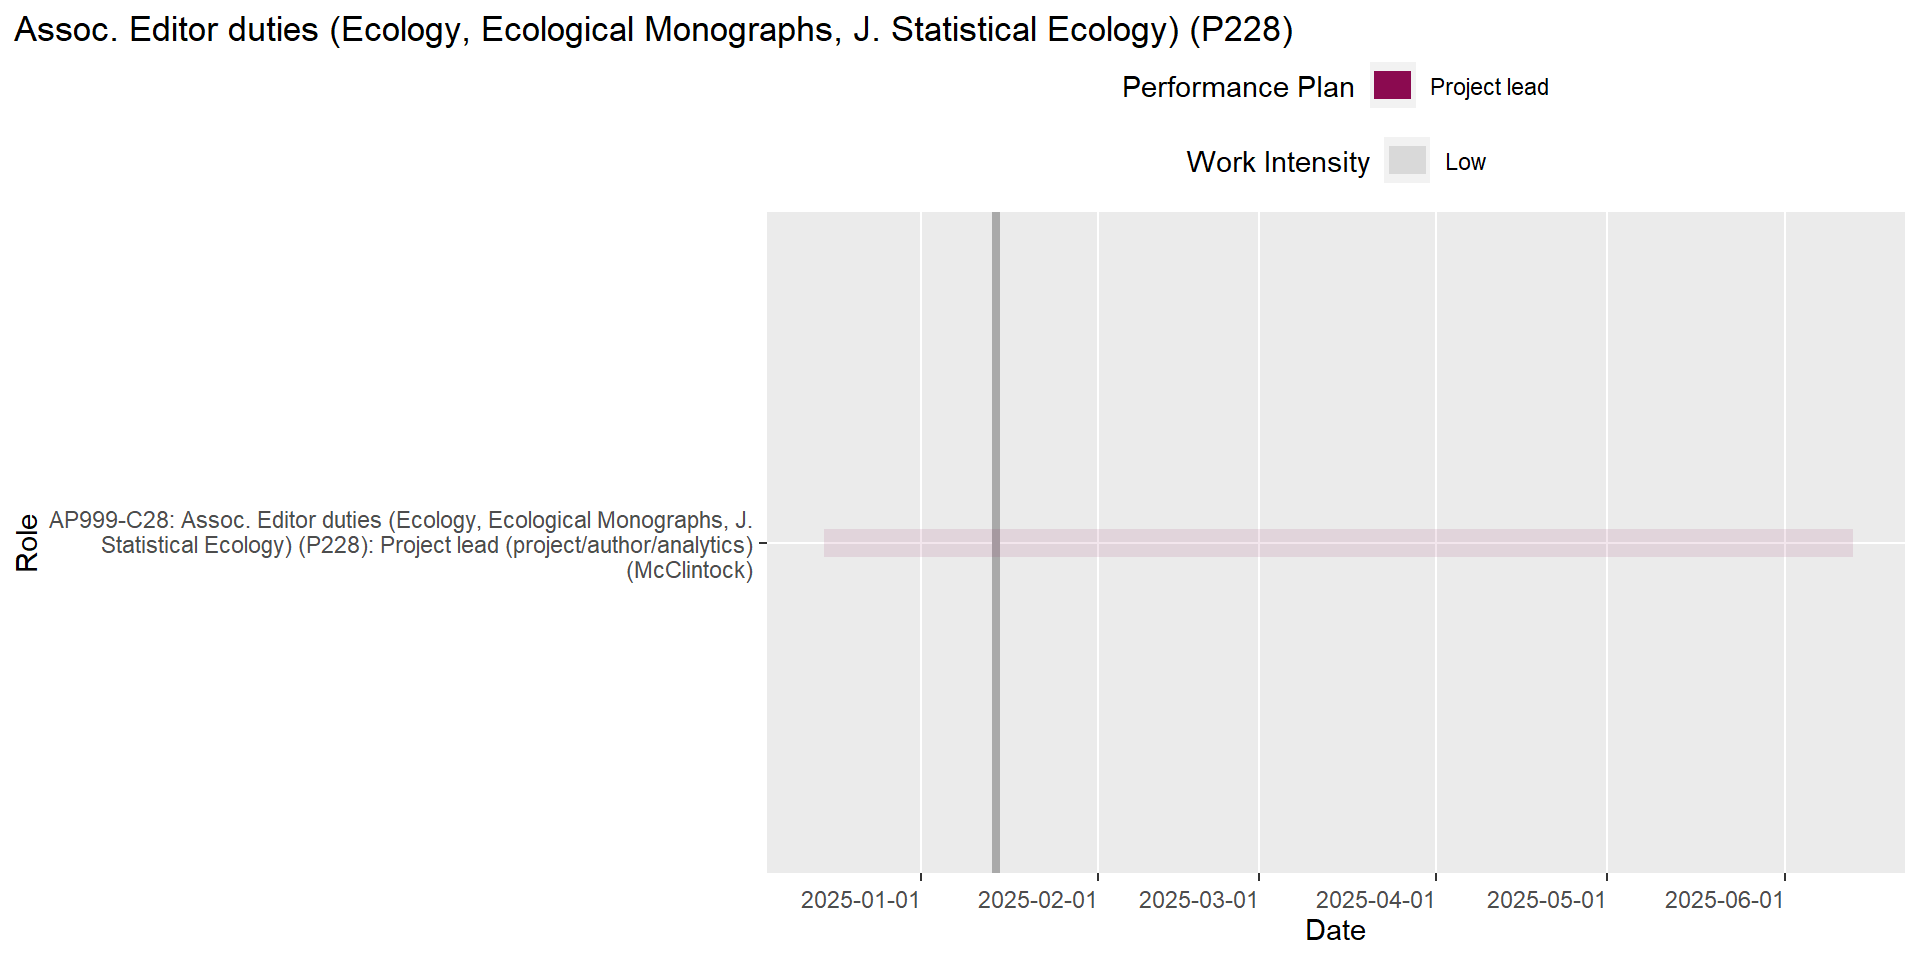 Assoc. Editor duties (Ecology, Ecological Monographs, J. Statistical Ecology) (P228)
Performance Plan
Project lead
Work Intensity
Low
Role
AP999-C28: Assoc. Editor duties (Ecology, Ecological Monographs, J.
Statistical Ecology) (P228): Project lead (project/author/analytics)
(McClintock)
2025-01-01
2025-02-01
2025-03-01
2025-04-01
2025-05-01
2025-06-01
Date